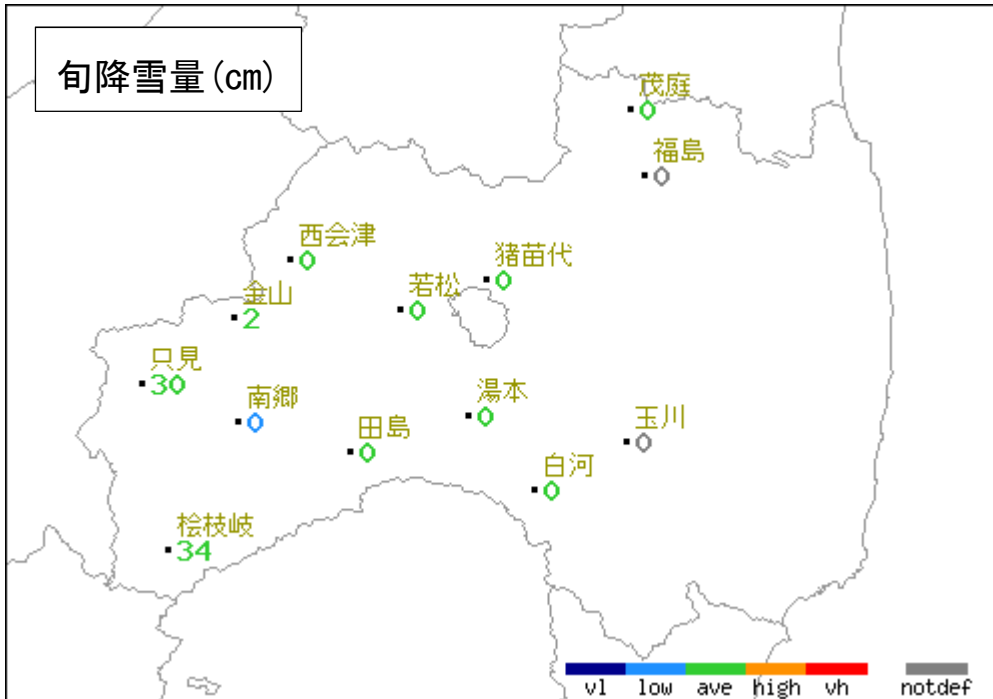 旬降雪量(cm)
茂庭
0
福島
0
西会津
0
猪苗代
0
金山
2
若松
0
只見
30
南郷
0
湯本
0
田島
0
玉川
0
白河
0
桧枝岐
34
vl low ave high vh notdef